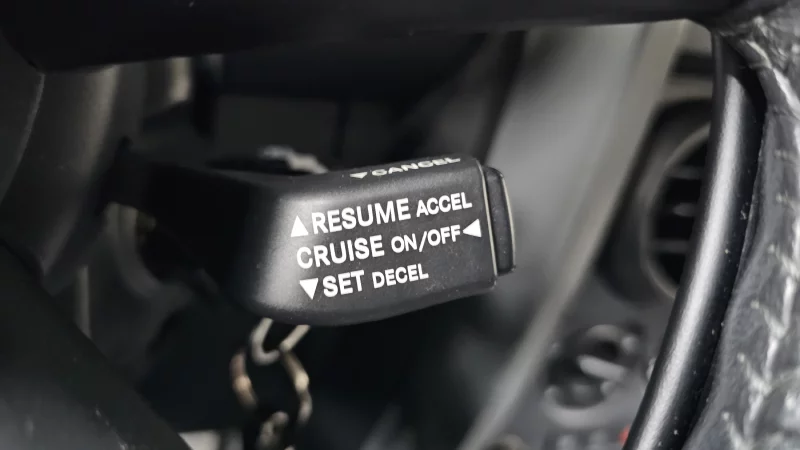 ▼CANCEL
▲RESUME ACCEL
CRUISE ON/OFF◀
▼SET DECEL